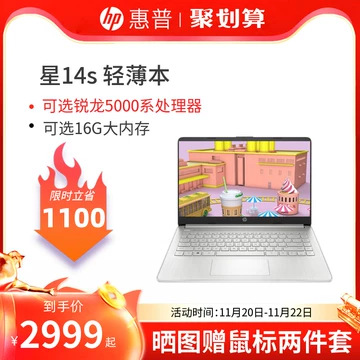 hp 惠普 聚划算
星14s 轻薄本
•可选锐龙5000系处理器
•可选16G大内存
限时立省
1100
到手价
¥2999起
活动时间:11月20日-11月22日
晒图赠鼠标两件套